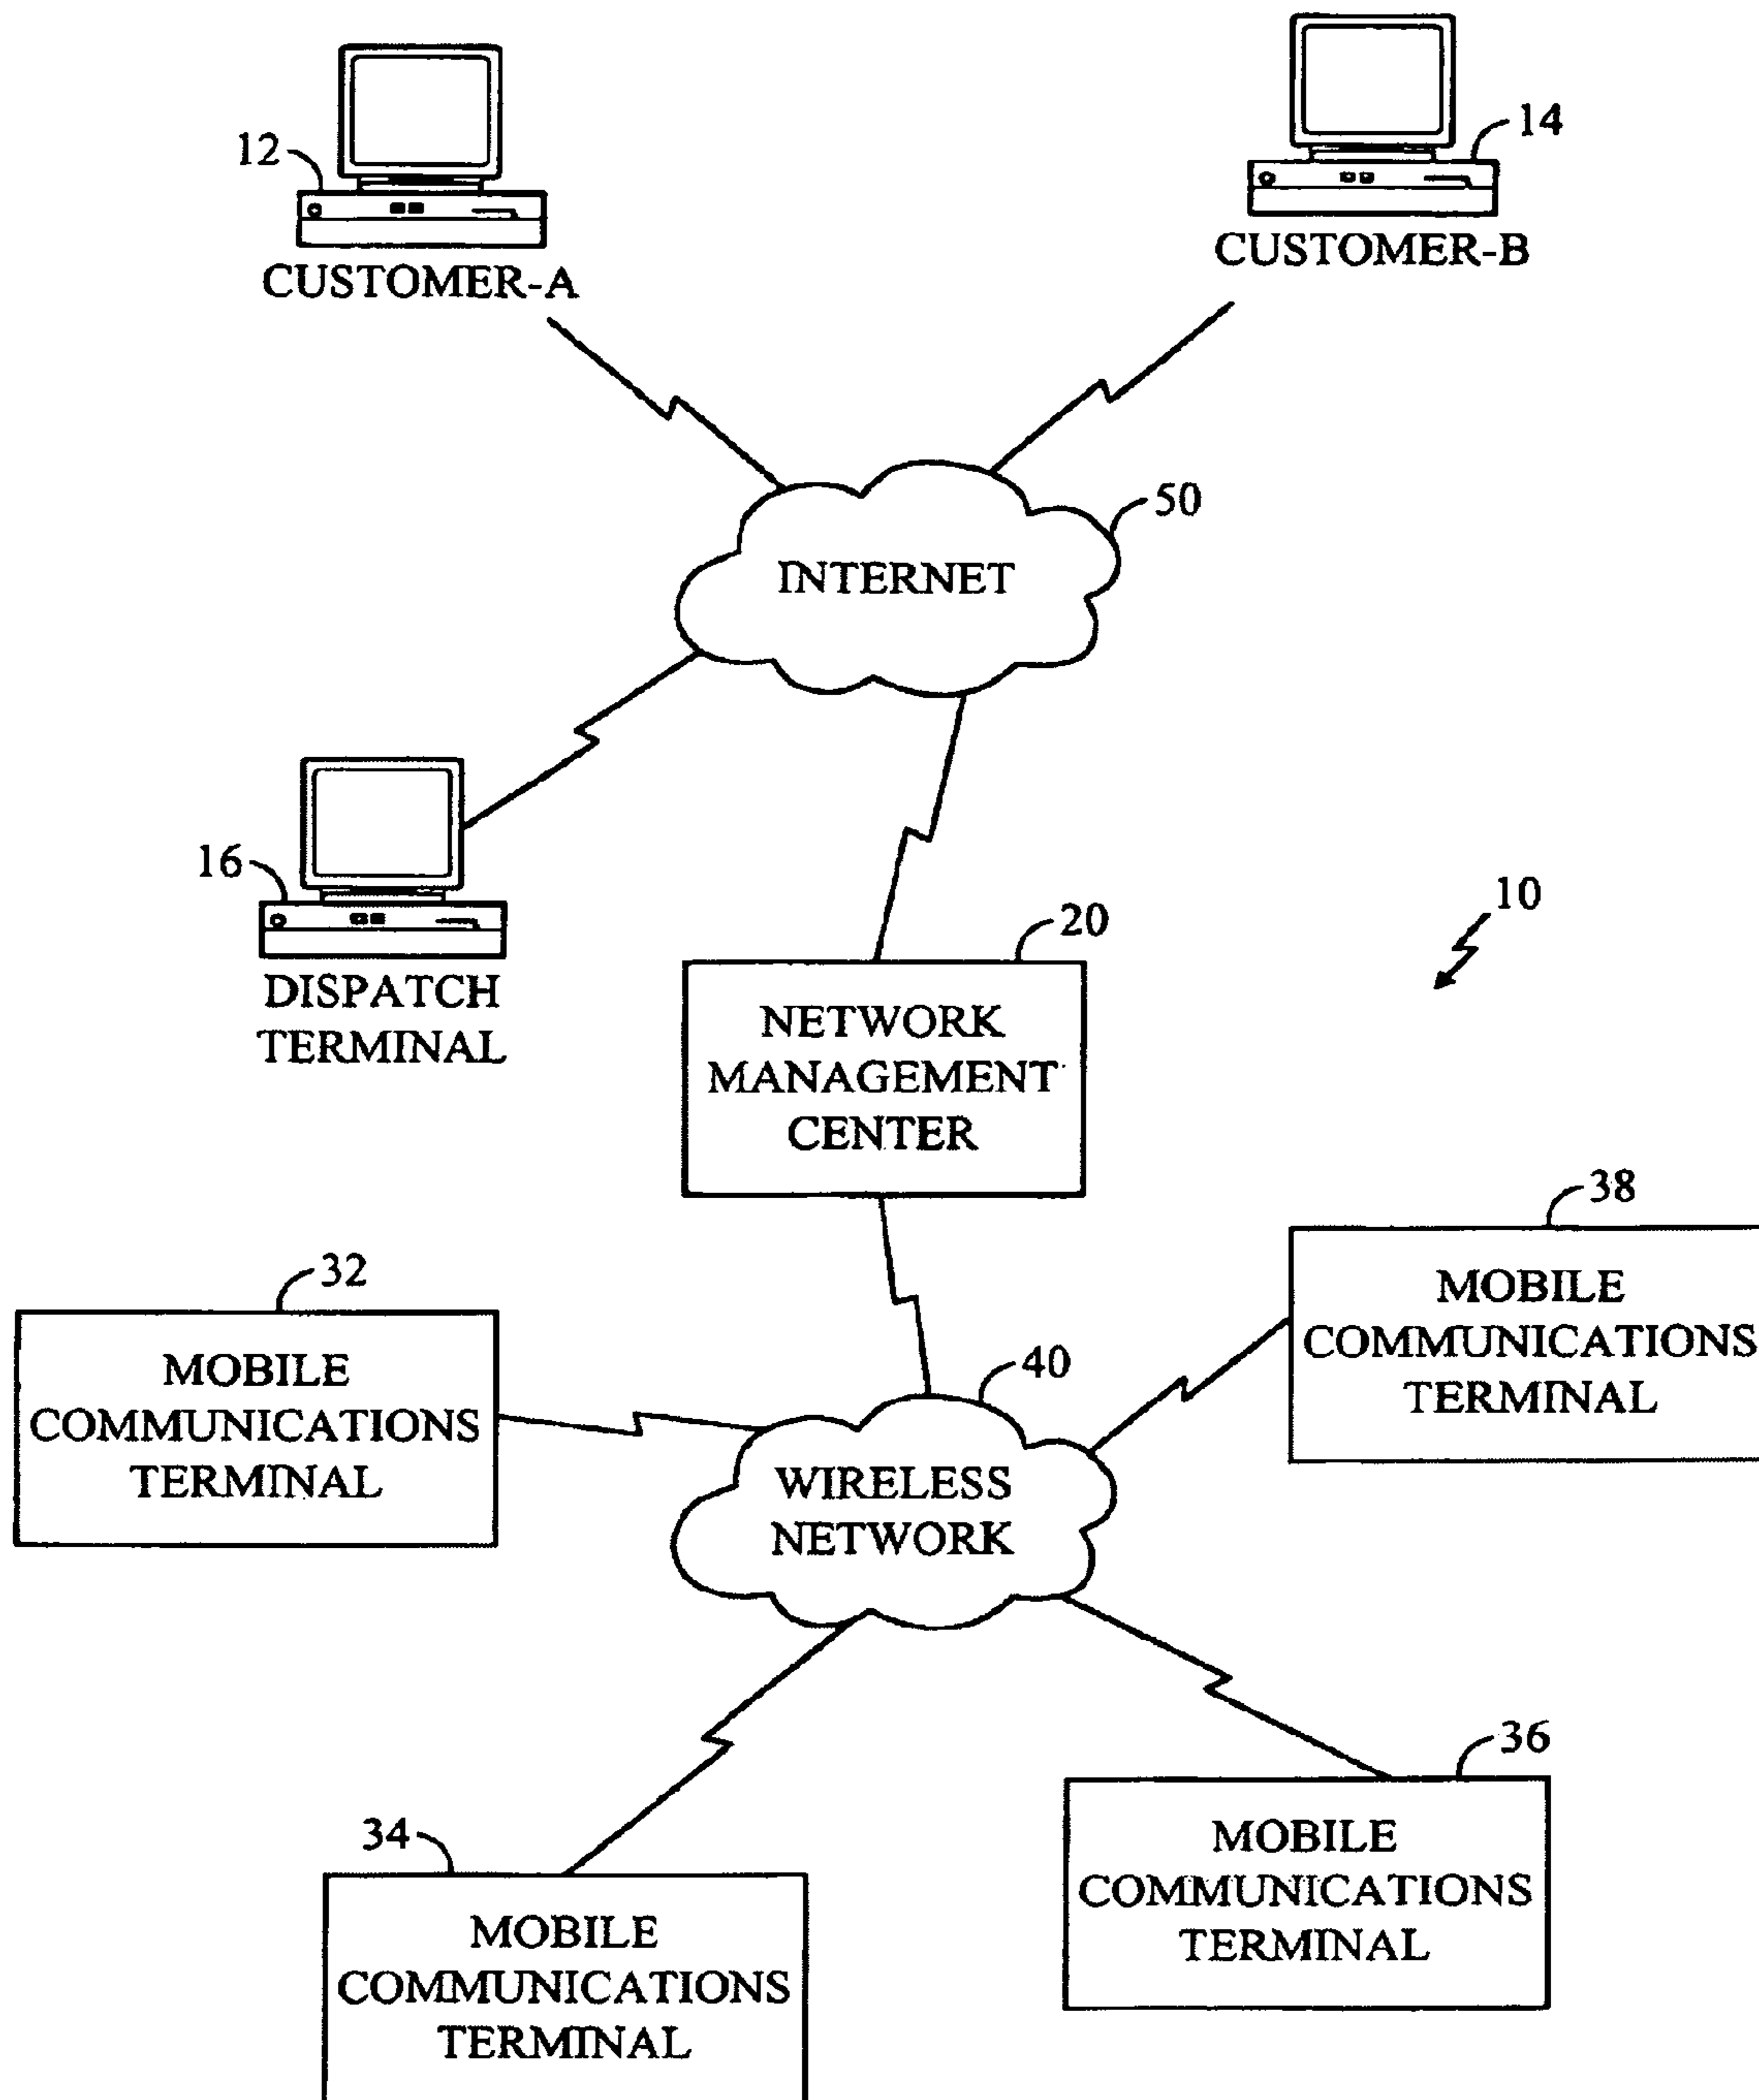 12
CUSTOMER-A
14
CUSTOMER-B
50
INTERNET
16
DISPATCH
TERMINAL
20
NETWORK
MANAGEMENT
CENTER
10
32
MOBILE
COMMUNICATIONS
TERMINAL
38
MOBILE
COMMUNICATIONS
TERMINAL
40
WIRELESS
NETWORK
34
MOBILE
COMMUNICATIONS
TERMINAL
36
MOBILE
COMMUNICATIONS
TERMINAL